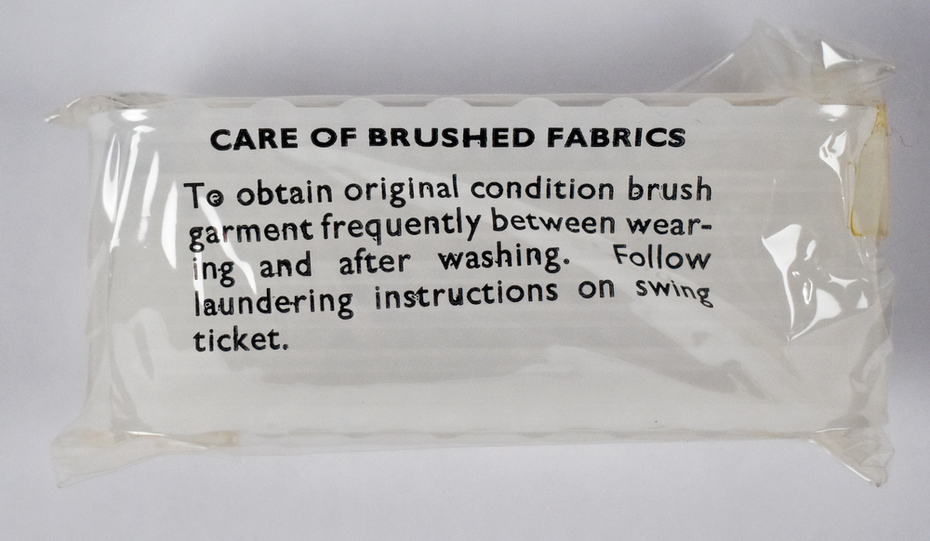 CARE OF BRUSHED FABRICS
To obtain original condition brush
garment frequently between wear-
ing and after washing. Follow
laundering instructions on swing
ticket.